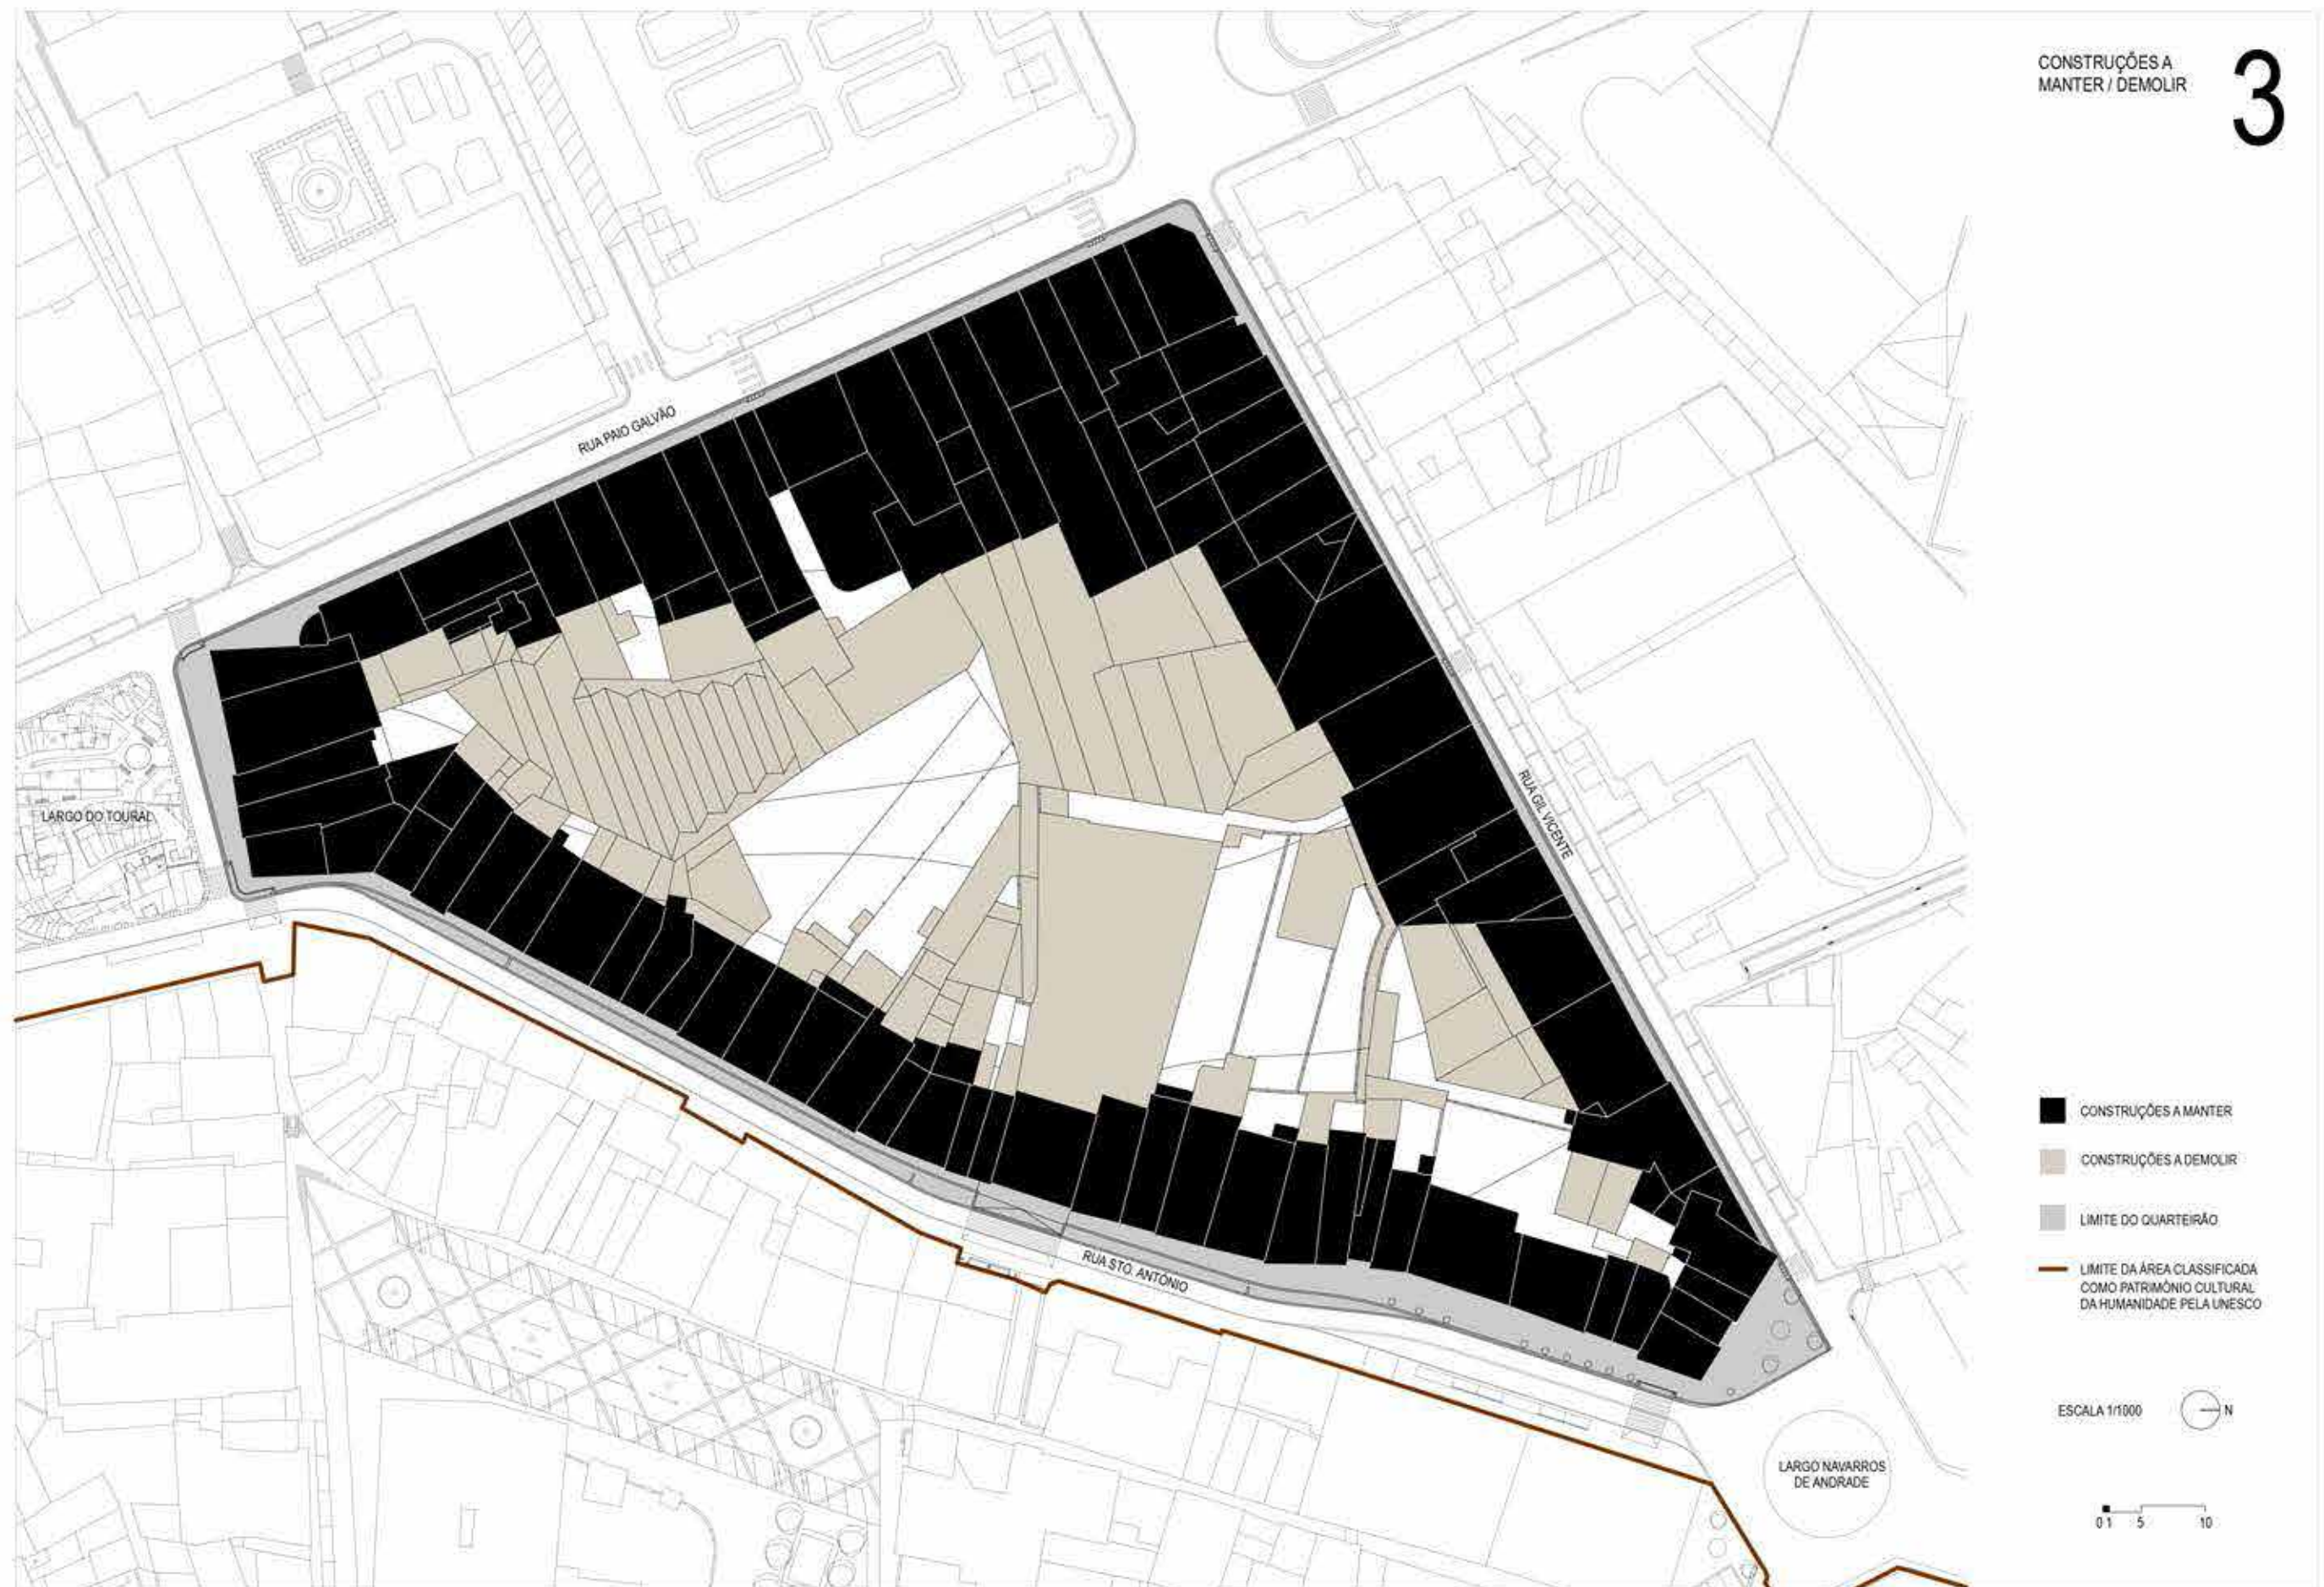 CONSTRUÇÕES A
MANTER / DEMOLIR
3
RUA PAIO GALVÃO
LARGO DO TOURAL
RUA GIL VICENTE
RUA STO. ANTÓNIO
LARGO NAVARROS
DE ANDRADE
CONSTRUÇÕES A MANTER
CONSTRUÇÕES A DEMOLIR
LIMITE DO QUARTEIRÃO
LIMITE DA ÁREA CLASSIFICADA
COMO PATRIMÓNIO CULTURAL
DA HUMANIDADE PELA UNESCO
ESCALA 1/1000
N
0 1 5 10